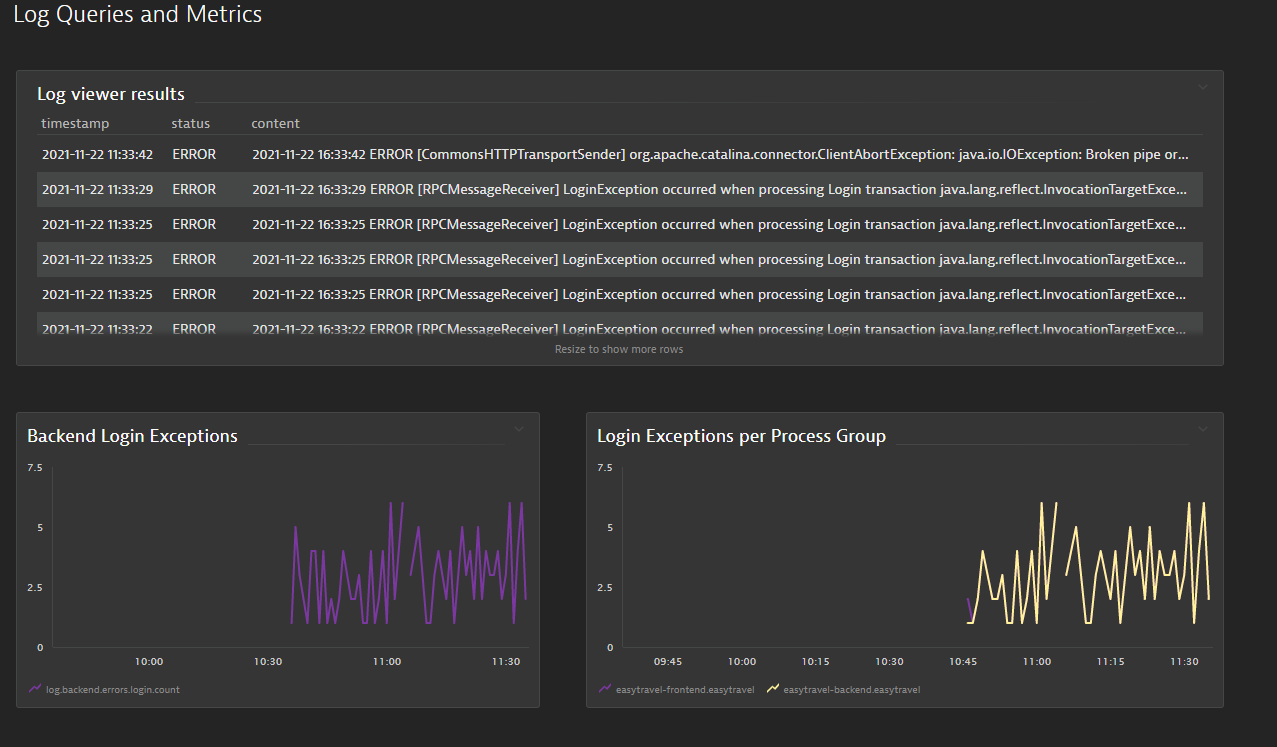 Log Queries and Metrics
Log viewer results
timestamp status content
2021-11-22 11:33:42 ERROR 2021-11-22 16:33:42 ERROR [CommonsHTTPTransportSender] org.apache.catalina.connector.ClientAbortException: java.io.IOException: Broken pipe or...
2021-11-22 11:33:29 ERROR 2021-11-22 16:33:29 ERROR [RPCMessageReceiver] LoginException occurred when processing Login transaction java.lang.reflect.InvocationTargetExce...
2021-11-22 11:33:25 ERROR 2021-11-22 16:33:25 ERROR [RPCMessageReceiver] LoginException occurred when processing Login transaction java.lang.reflect.InvocationTargetExce...
2021-11-22 11:33:25 ERROR 2021-11-22 16:33:25 ERROR [RPCMessageReceiver] LoginException occurred when processing Login transaction java.lang.reflect.InvocationTargetExce...
2021-11-22 11:33:25 ERROR 2021-11-22 16:33:25 ERROR [RPCMessageReceiver] LoginException occurred when processing Login transaction java.lang.reflect.InvocationTargetExce...
2021-11-22 11:33:22 ERROR 2021-11-22 16:33:22 ERROR [RPCMessageReceiver] LoginException occurred when processing Login transaction java.lang.reflect.InvocationTargetExce...
Resize to show more rows
Backend Login Exceptions
7.5
5
2.5
0
10:00 10:30 11:00 11:30
log.backend.errors.login.count
Login Exceptions per Process Group
7.5
5
2.5
0
09:45 10:00 10:15 10:30 10:45 11:00 11:15 11:30
easytravel-frontend.easytravel easytravel-backend.easytravel